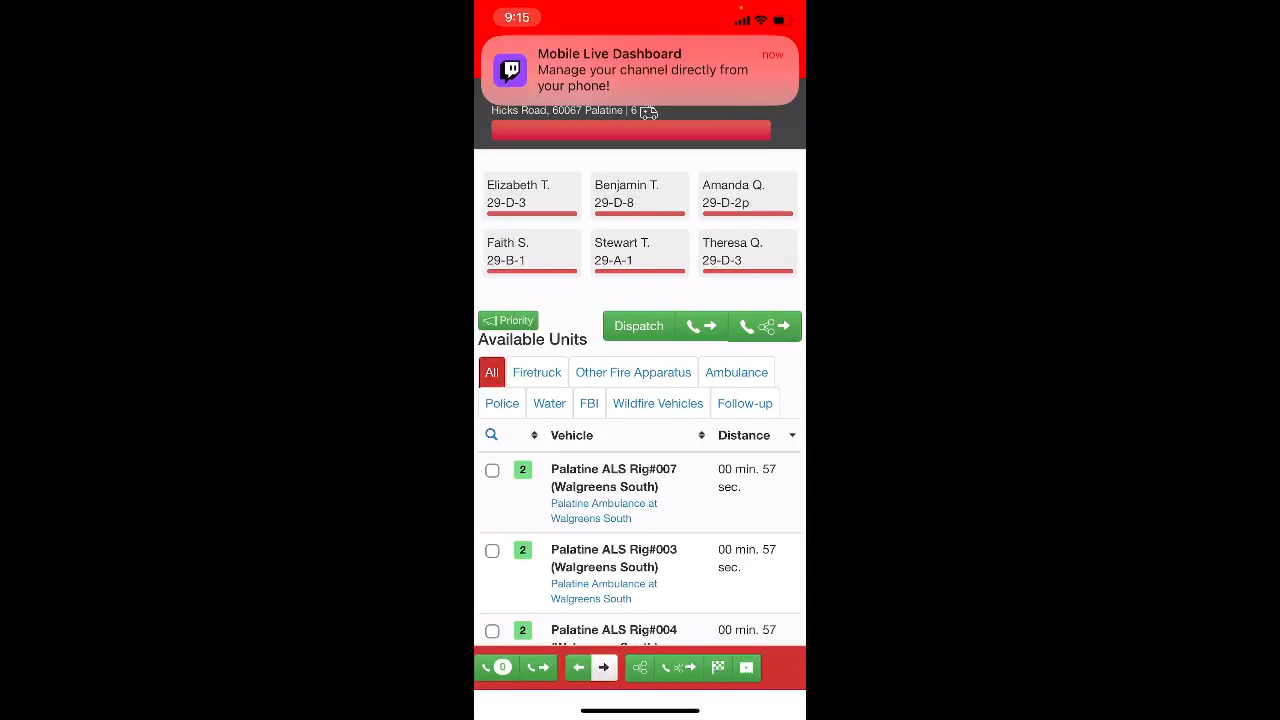 9:15
Mobile Live Dashboard
now
Manage your channel directly from
your phone!
Hicks Road, 60067 Palatine | 6
Elizabeth T.
29-D-3
Benjamin T.
29-D-8
Amanda Q.
29-D-2p
Faith S.
29-B-1
Stewart T.
29-A-1
Theresa Q.
29-D-3
Priority
Available Units
Dispatch
All Firetruck Other Fire Apparatus Ambulance
Police Water FBI Wildfire Vehicles Follow-up
Vehicle Distance
2
Palatine ALS Rig#007
(Walgreens South)
Palatine Ambulance at
Walgreens South
00 min. 57
sec.
2
Palatine ALS Rig#003
(Walgreens South)
Palatine Ambulance at
Walgreens South
00 min. 57
sec.
2
Palatine ALS Rig#004
00 min. 57
0